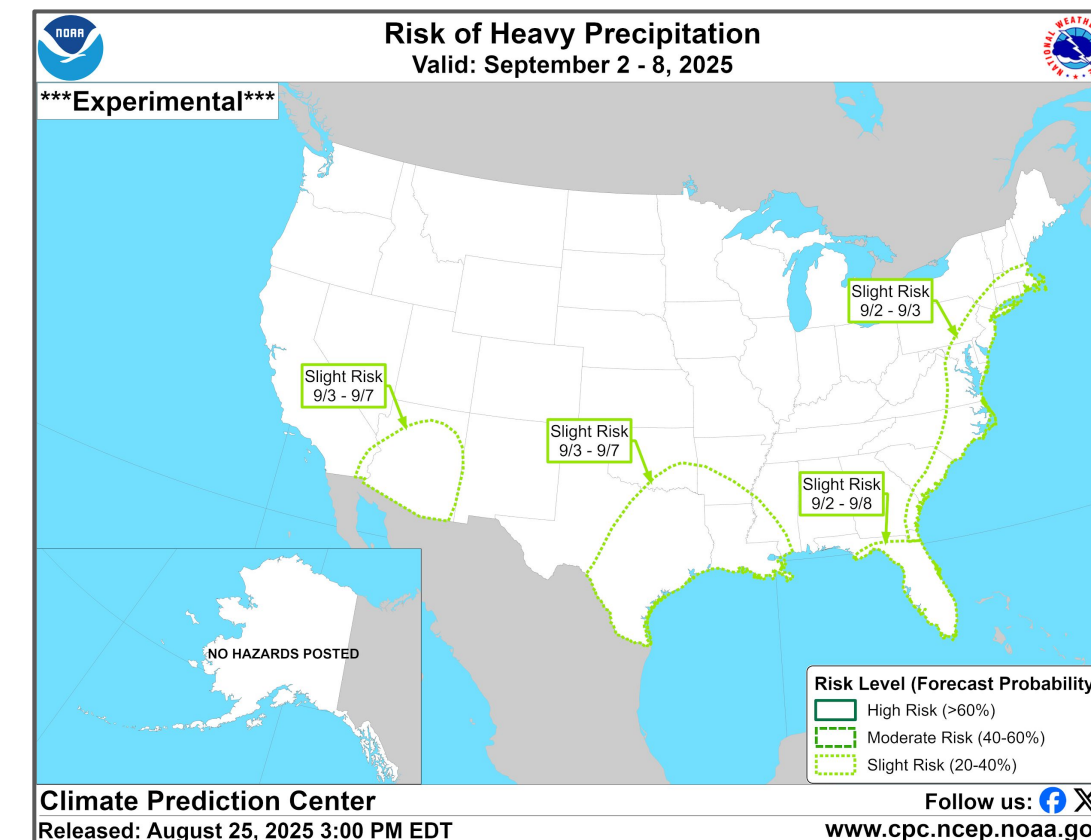 NOAA
Risk of Heavy Precipitation
Valid: September 2 - 8, 2025
NATIONAL WEATHE
***Experimental***
Slight Risk
9/2 - 9/3
Slight Risk
9/3 - 9/7
Slight Risk
9/3 - 9/7
Slight Risk
9/2 - 9/8
NO HAZARDS POSTED
Risk Level (Forecast Probability
High Risk (>60%)
Moderate Risk (40-60%)
Slight Risk (20-40%)
Climate Prediction Center
Follow us:
Released: August 25, 2025 3:00 PM EDT
www.cpc.ncep.noaa.go